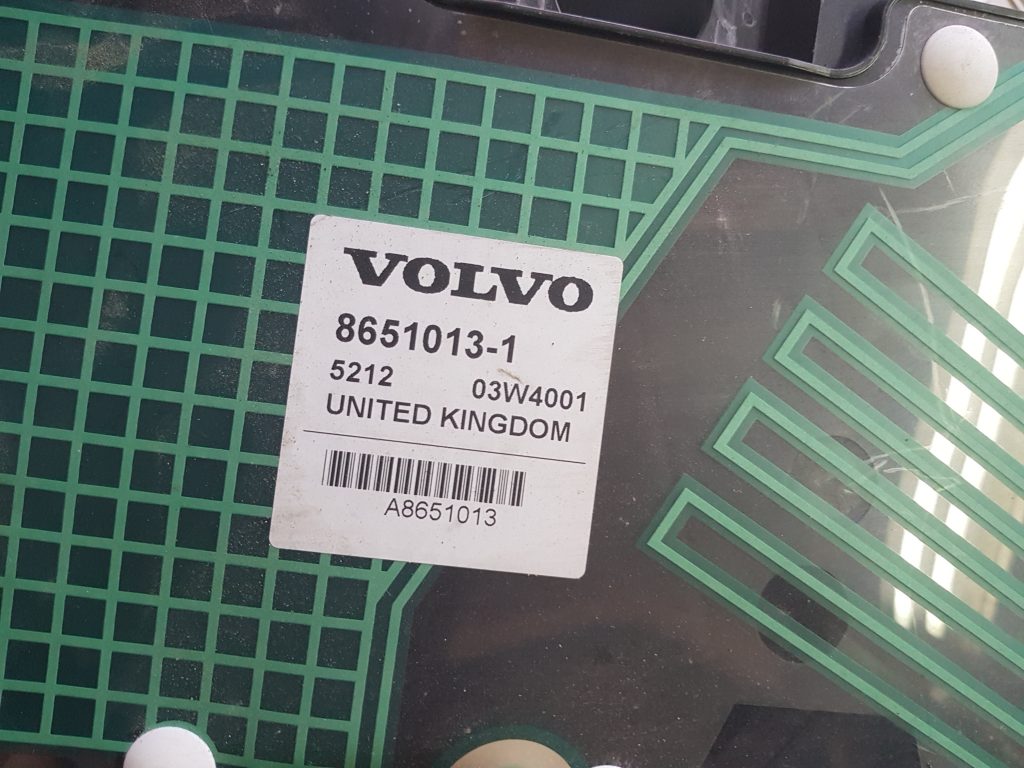 VOLVO
8651013-1
5212 03W4001
UNITED KINGDOM
A8651013